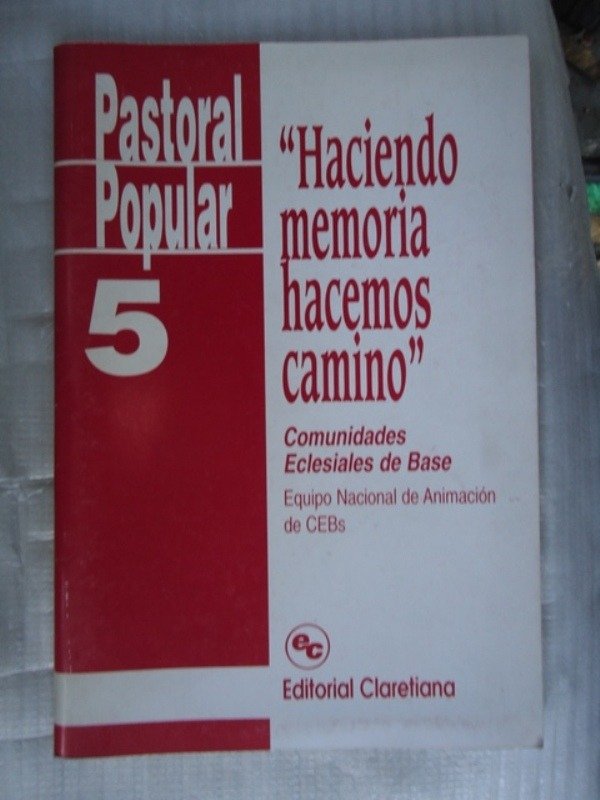 Pastoral
Popular
5
“Haciendo
memoria
hacemos
camino”
Comunidades
Eclesiales de Base
Equipo Nacional de Animación
de CEBs
ec
Editorial Claretiana